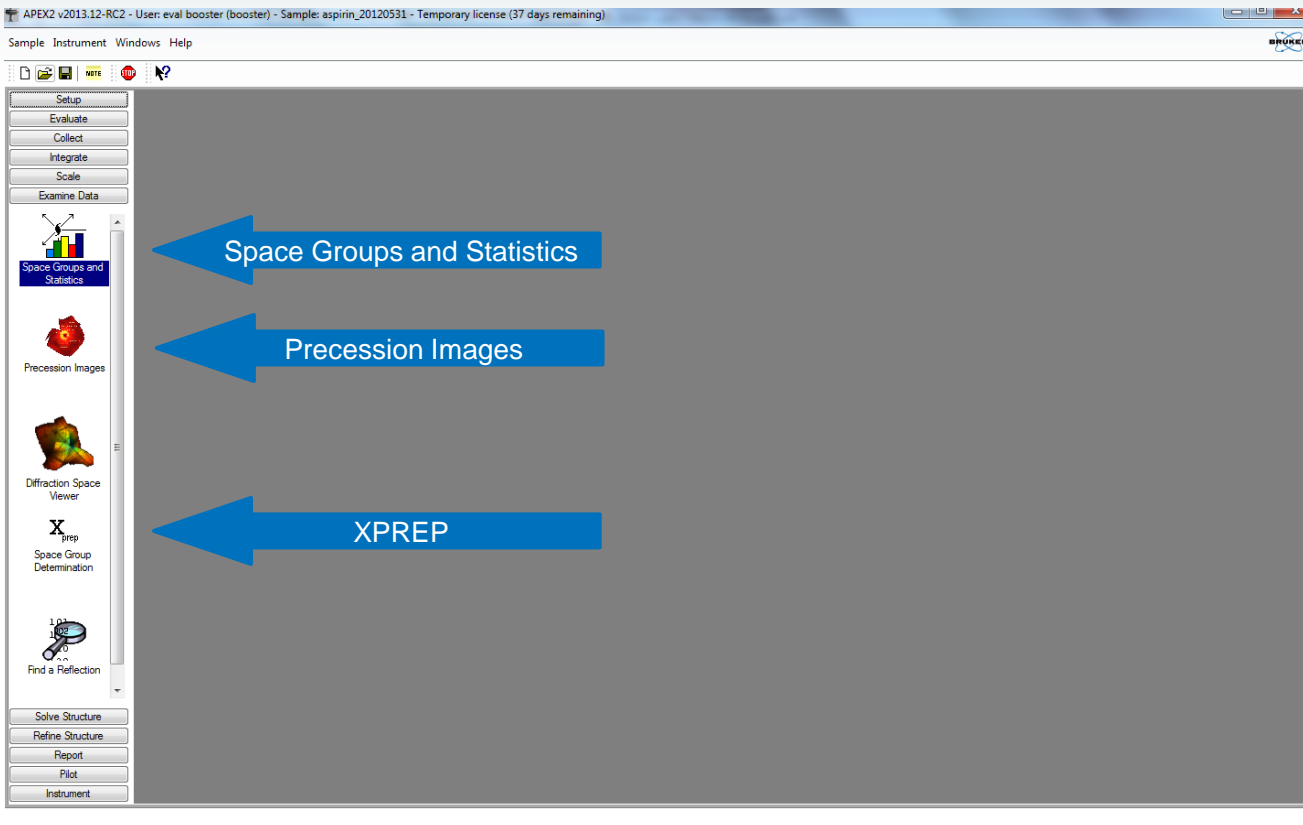 APEX2 v2013.12-RC2 - User: eval booster (booster) - Sample: aspirin_20120531 - Temporary license (37 days remaining)
Sample Instrument Windows Help
BRUKER
NOTE STOP
Setup
Evaluate
Collect
Integrate
Scale
Examine Data
Space Groups and Statistics
Space Groups and
Statistics
Precession Images
Precession Images
Diffraction Space
Viewer
XPREP
X prep
Space Group
Determination
Find a Reflection
Solve Structure
Refine Structure
Report
Pilot
Instrument